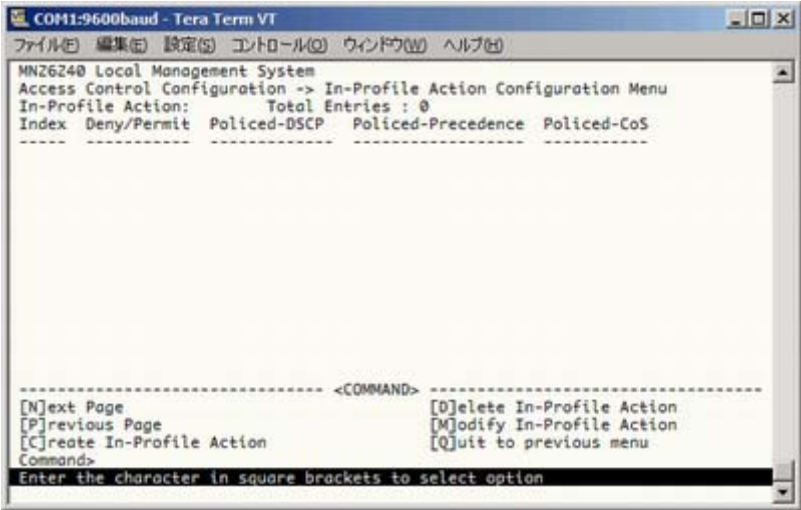 COM1:9600baud - Tera Term VT
ファイル(F) 編集(E) 設定(S) コントロール(O) ウィンドウ(W) ヘルプ(H)
MNZ6240 Local Management System
Access Control Configuration -> In-Profile Action Configuration Menu
In-Profile Action: Total Entries : 0
Index Deny/Permit Policed-DSCP Policed-Precedence Policed-CoS
----- ----------- ------------- ------------------ -----------
--------------------------------- <COMMAND> -----------------------------------
[N]ext Page [D]elete In-Profile Action
[P]revious Page [M]odify In-Profile Action
[C]reate In-Profile Action [Q]uit to previous menu
Command>
Enter the character in square brackets to select option